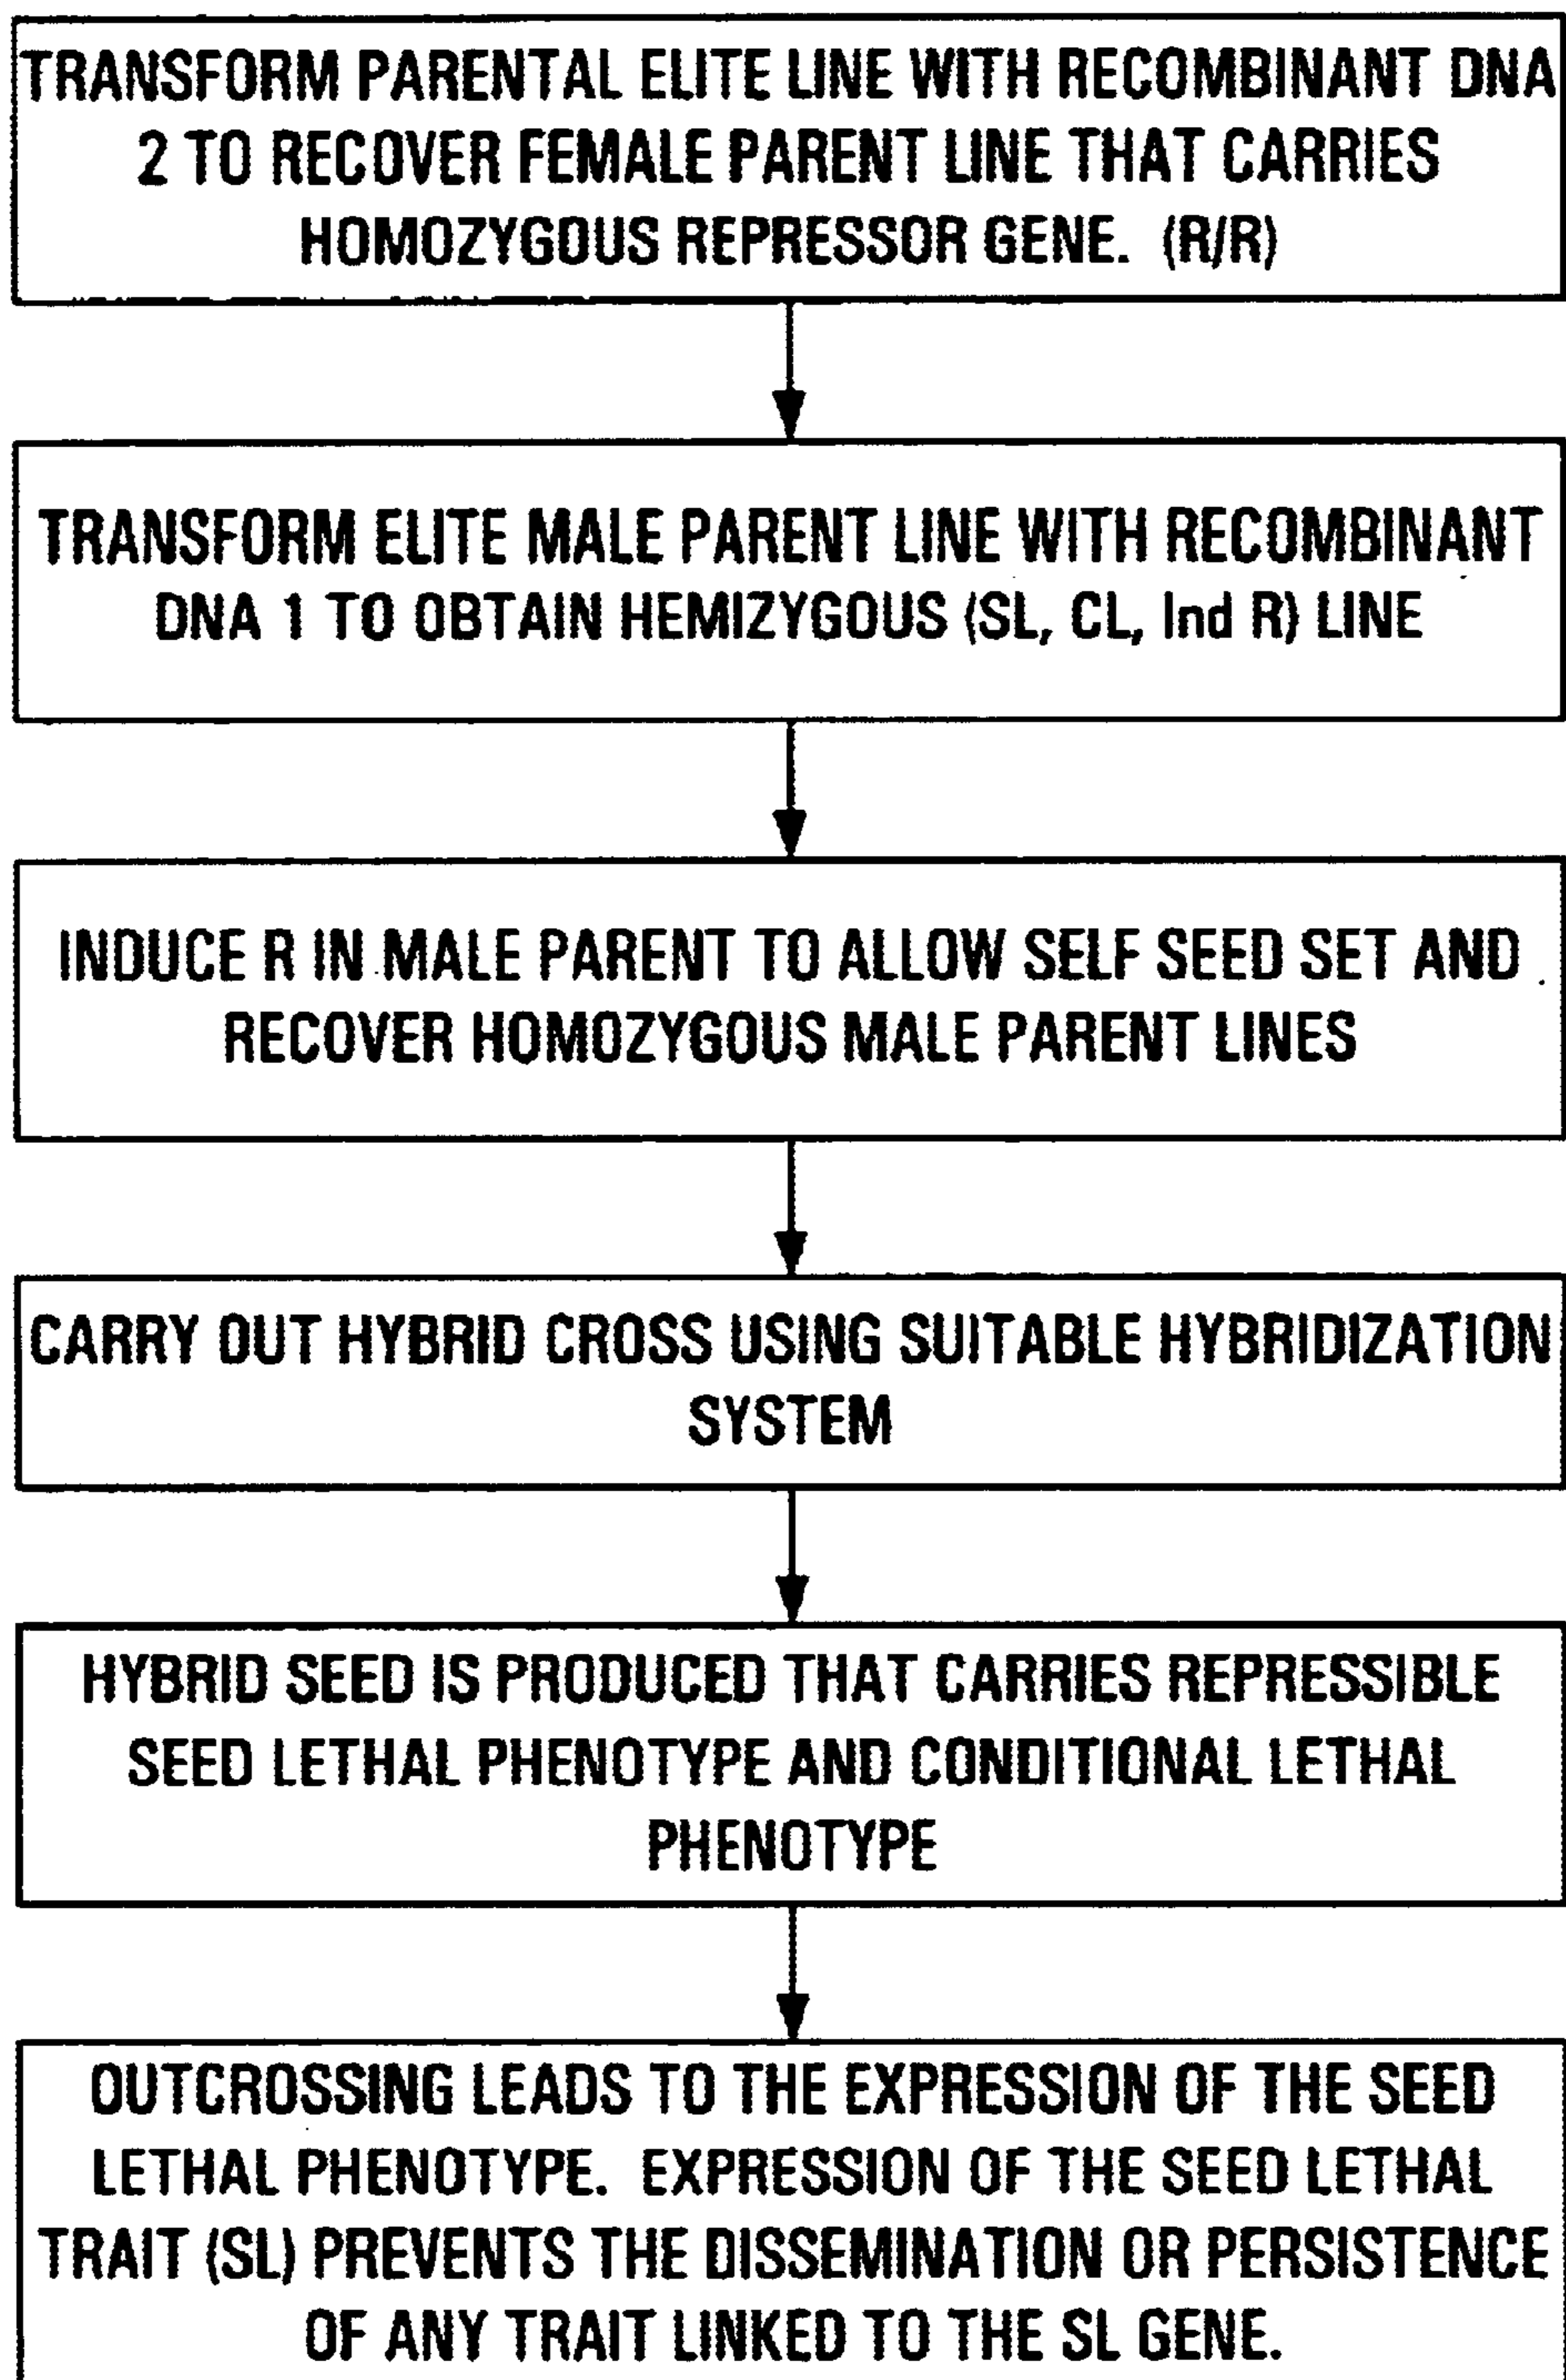 TRANSFORM PARENTAL ELITE LINE WITH RECOMBINANT DNA
2 TO RECOVER FEMALE PARENT LINE THAT CARRIES
HOMOZYGOUS REPRESSOR GENE. (R/R)
TRANSFORM ELITE MALE PARENT LINE WITH RECOMBINANT
DNA 1 TO OBTAIN HEMIZYGOUS (SL, CL, Ind R) LINE
INDUCE R IN MALE PARENT TO ALLOW SELF SEED SET AND
RECOVER HOMOZYGOUS MALE PARENT LINES
CARRY OUT HYBRID CROSS USING SUITABLE HYBRIDIZATION
SYSTEM
HYBRID SEED IS PRODUCED THAT CARRIES REPRESSIBLE
SEED LETHAL PHENOTYPE AND CONDITIONAL LETHAL
PHENOTYPE
OUTCROSSING LEADS TO THE EXPRESSION OF THE SEED
LETHAL PHENOTYPE. EXPRESSION OF THE SEED LETHAL
TRAIT (SL) PREVENTS THE DISSEMINATION OR PERSISTENCE
OF ANY TRAIT LINKED TO THE SL GENE.